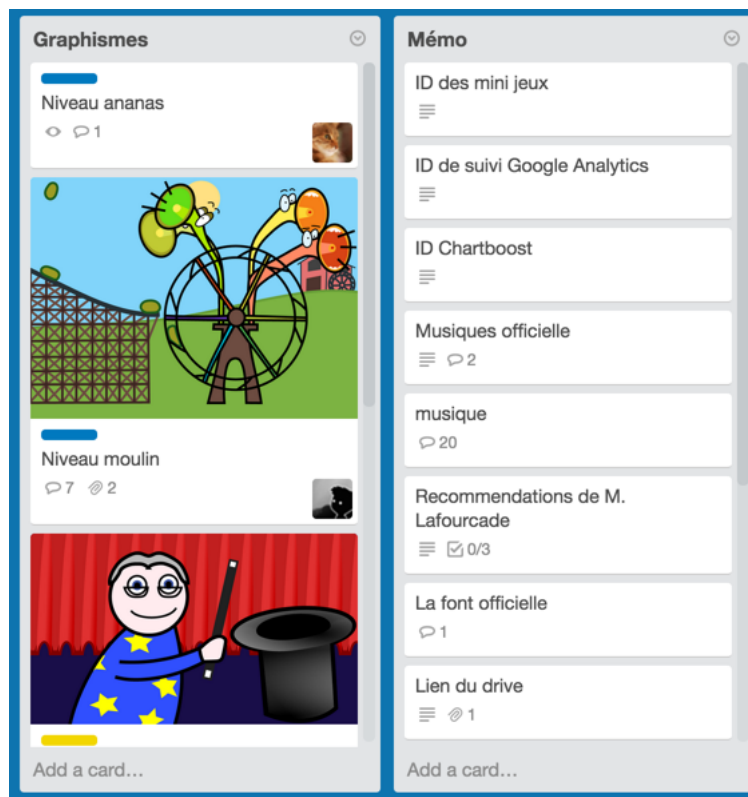 Graphismes
Niveau ananas
1
Niveau moulin
7 2
Add a card…
Mémo
ID des mini jeux
ID de suivi Google Analytics
ID Chartboost
Musiques officielle
2
musique
20
Recommendations de M.
Lafourcade
0/3
La font officielle
1
Lien du drive
1
Add a card…